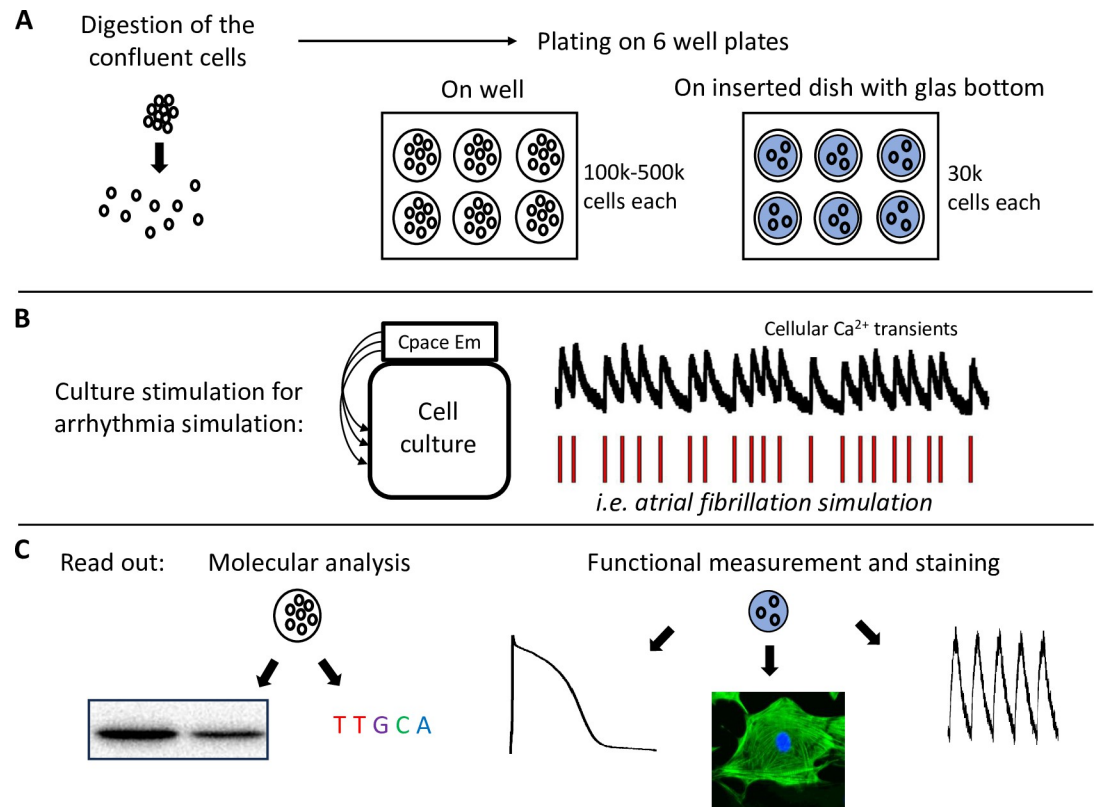 A
Digestion of the
confluent cells
Plating on 6 well plates
On well
On inserted dish with glas bottom
100k-500k
cells each
30k
cells each
B
Culture stimulation for
arrhythmia simulation:
Cpace Em
Cell
culture
Cellular Ca²⁺ transients
i.e. atrial fibrillation simulation
C
Read out:
Molecular analysis
Functional measurement and staining
T T G C A